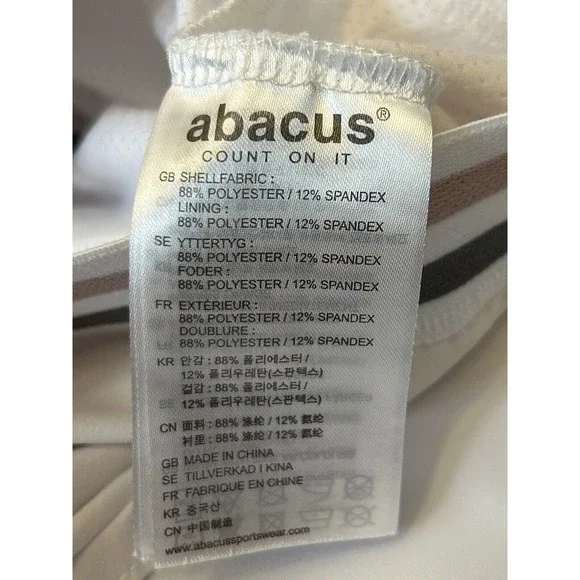 abacus®
COUNT ON IT
GB SHELLFABRIC :
88% POLYESTER / 12% SPANDEX
LINING :
88% POLYESTER / 12% SPANDEX
SE YTTERTYG :
88% POLYESTER / 12% SPANDEX
FODER :
88% POLYESTER / 12% SPANDEX
FR EXTÉRIEUR :
88% POLYESTER / 12% SPANDEX
DOUBLURE :
88% POLYESTER / 12% SPANDEX
KR 안감 : 88% 폴리에스터 /
12% 폴리우레탄(스판텍스)
겉감 : 88% 폴리에스터 /
12% 폴리우레탄(스판텍스)
CN 面料 : 88% 涤纶 / 12% 氨纶
衬里 : 88% 涤纶 / 12% 氨纶
GB MADE IN CHINA
SE TILLVERKAD I KINA
FR FABRIQUE EN CHINE
KR 중국산
CN 中国制造
www.abacussportswear.com